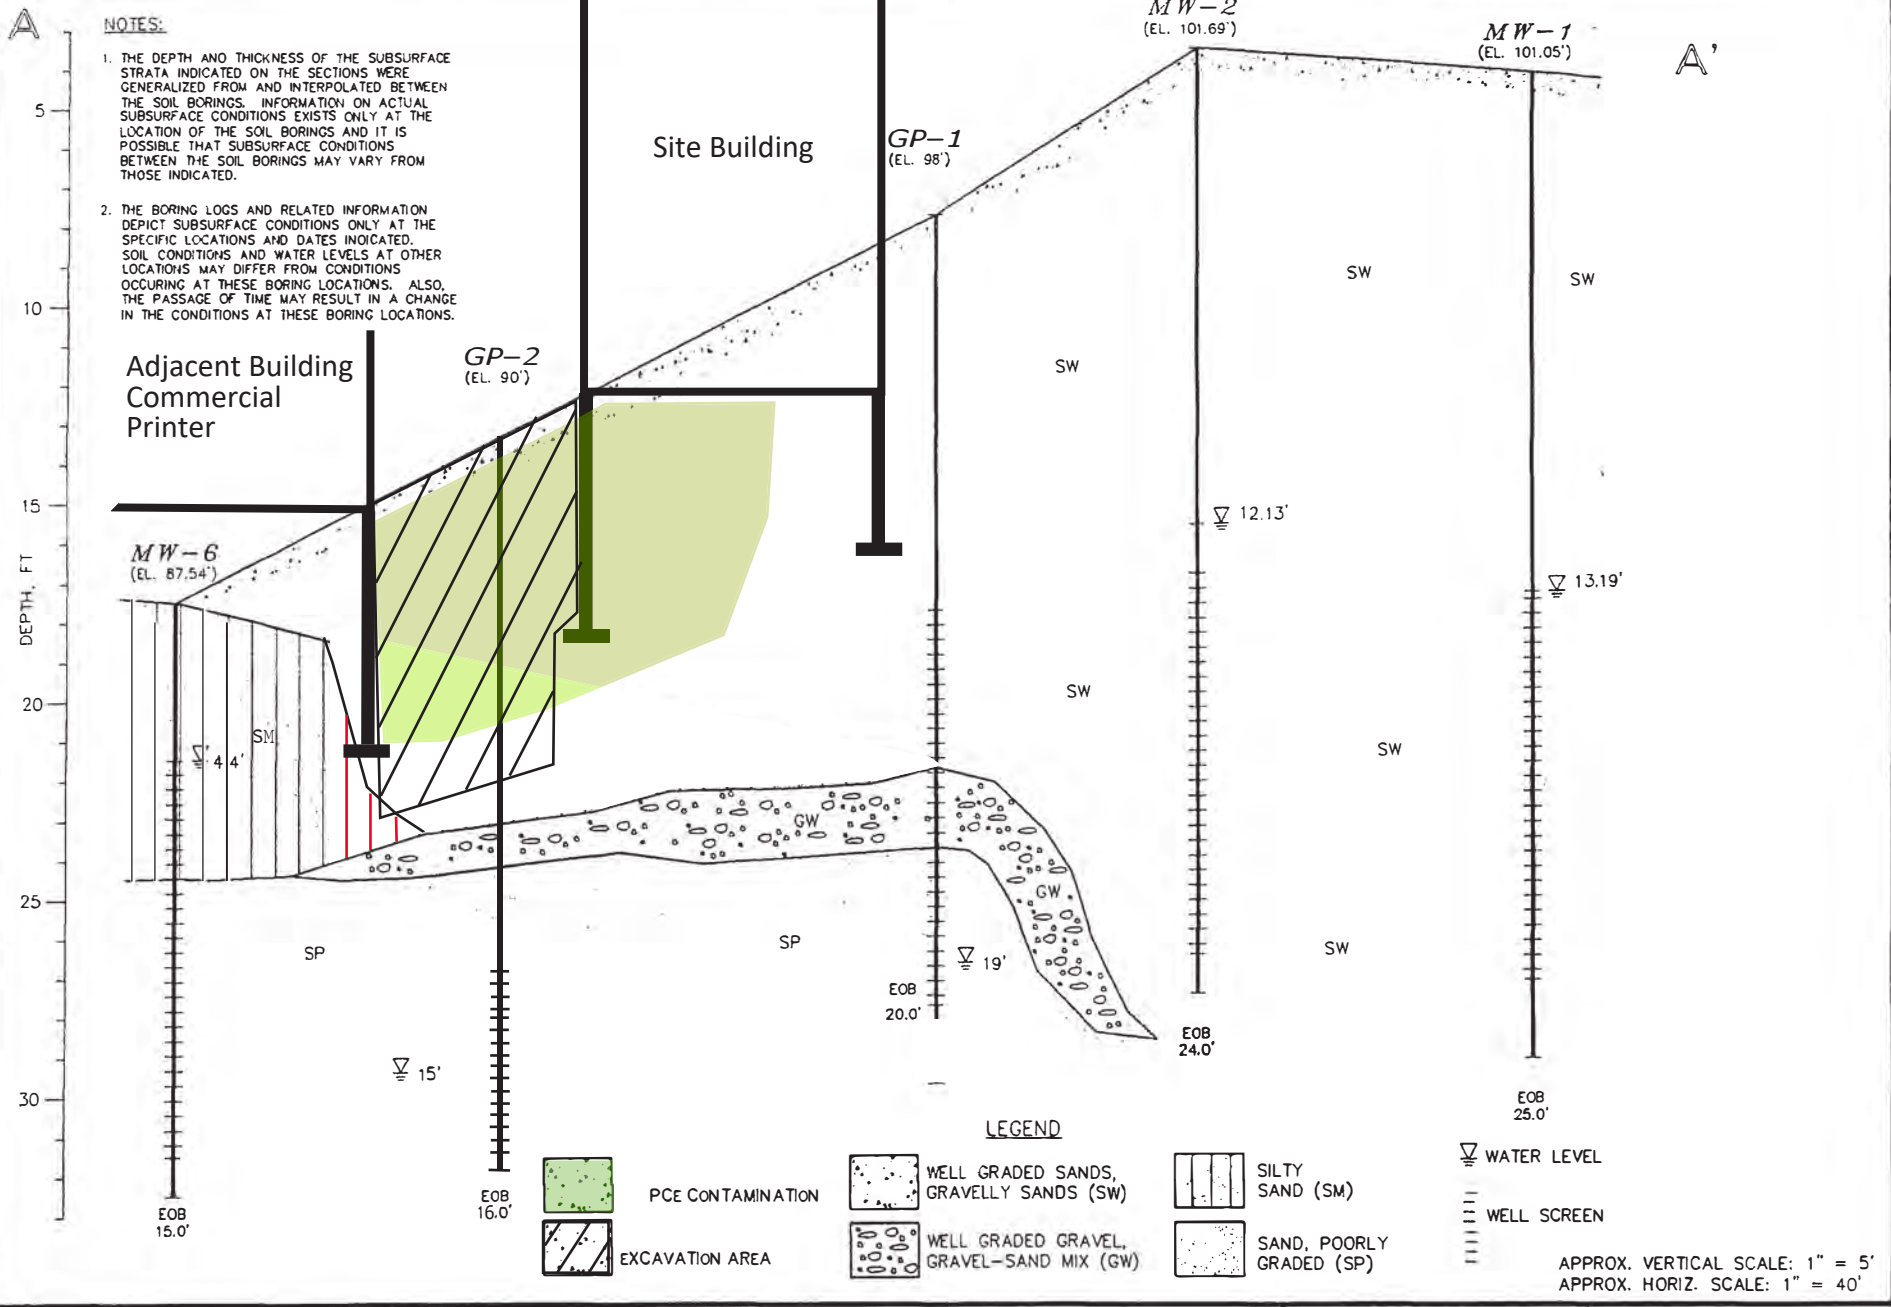 A
NOTES:
1. THE DEPTH AND THICKNESS OF THE SUBSURFACE
STRATA INDICATED ON THE SECTIONS WERE
GENERALIZED FROM AND INTERPOLATED BETWEEN
THE SOIL BORINGS. INFORMATION ON ACTUAL
SUBSURFACE CONDITIONS EXISTS ONLY AT THE
LOCATION OF THE SOIL BORINGS AND IT IS
POSSIBLE THAT SUBSURFACE CONDITIONS
BETWEEN THE SOIL BORINGS MAY VARY FROM
THOSE INDICATED.
2. THE BORING LOGS AND RELATED INFORMATION
DEPICT SUBSURFACE CONDITIONS ONLY AT THE
SPECIFIC LOCATIONS AND DATES INDICATED.
SOIL CONDITIONS AND WATER LEVELS AT OTHER
LOCATIONS MAY DIFFER FROM CONDITIONS
OCCURING AT THESE BORING LOCATIONS. ALSO,
THE PASSAGE OF TIME MAY RESULT IN A CHANGE
IN THE CONDITIONS AT THESE BORING LOCATIONS.
MW-2
(EL. 101.69')
MW-1
(EL. 101.05')
A'
Site Building
GP-1
(EL. 98')
GP-2
(EL. 90')
Adjacent Building
Commercial
Printer
MW-6
(EL. 87.54')
DEPTH, FT
5
10
15
20
25
30
SW
SW
SW
SW
SW
SW
12.13'
13.19'
SM
4.4'
GW
GW
SP
SP
19'
15'
EOB
20.0'
EOB
24.0'
EOB
25.0'
EOB
16.0'
EOB
15.0'
LEGEND
PCE CONTAMINATION
EXCAVATION AREA
WELL GRADED SANDS,
GRAVELLY SANDS (SW)
WELL GRADED GRAVEL,
GRAVEL-SAND MIX (GW)
SILTY
SAND (SM)
SAND, POORLY
GRADED (SP)
WATER LEVEL
WELL SCREEN
APPROX. VERTICAL SCALE: 1" = 5'
APPROX. HORIZ. SCALE: 1" = 40'